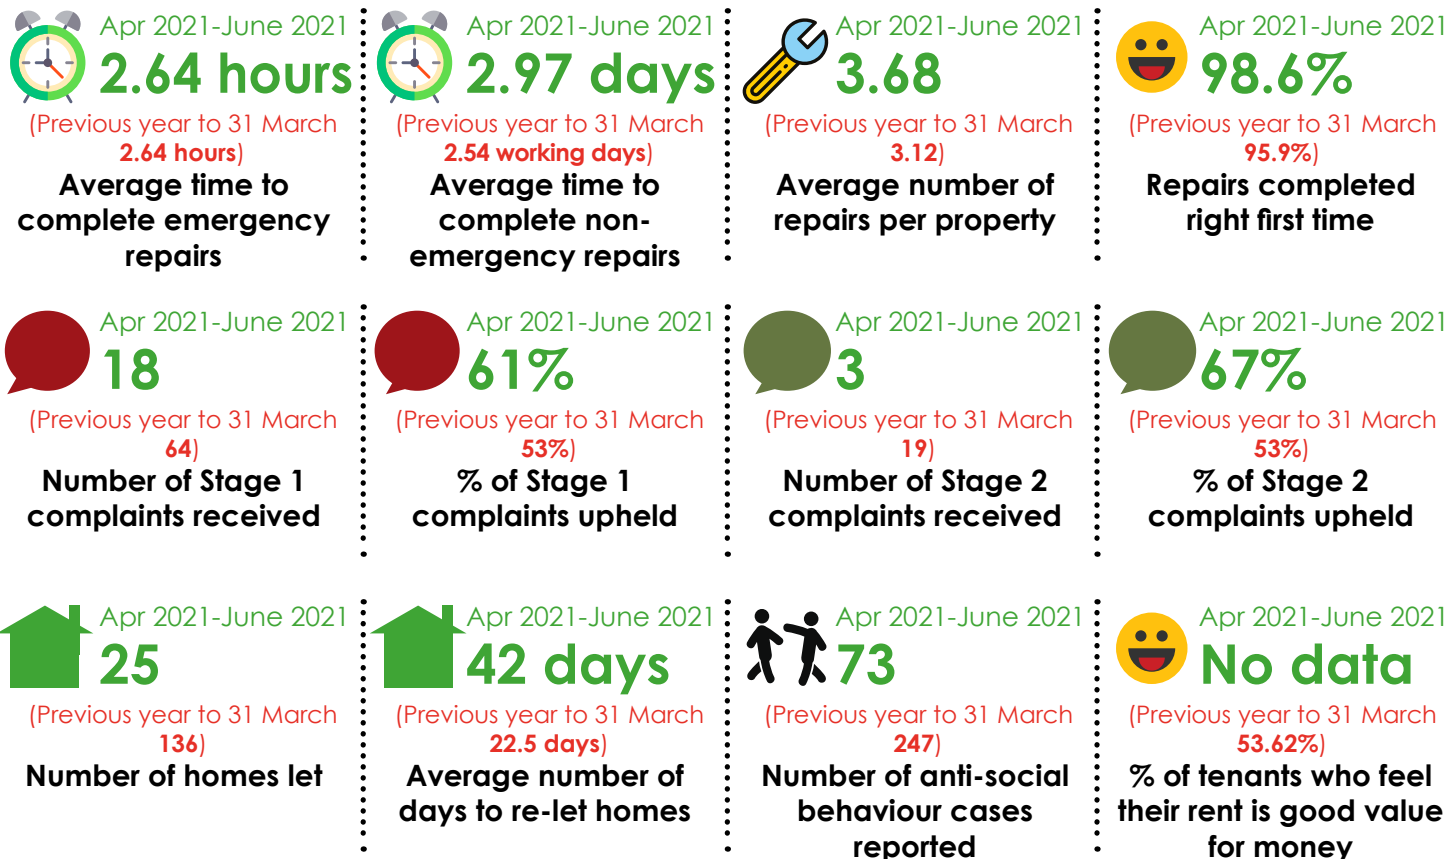 Apr 2021-June 2021
2.64 hours
(Previous year to 31 March
2.64 hours)
Average time to
complete emergency
repairs
Apr 2021-June 2021
2.97 days
(Previous year to 31 March
2.54 working days)
Average time to
complete non-
emergency repairs
Apr 2021-June 2021
3.68
(Previous year to 31 March
3.12)
Average number of
repairs per property
Apr 2021-June 2021
98.6%
(Previous year to 31 March
95.9%)
Repairs completed
right first time
Apr 2021-June 2021
18
(Previous year to 31 March
64)
Number of Stage 1
complaints received
Apr 2021-June 2021
61%
(Previous year to 31 March
53%)
% of Stage 1
complaints upheld
Apr 2021-June 2021
3
(Previous year to 31 March
19)
Number of Stage 2
complaints received
Apr 2021-June 2021
67%
(Previous year to 31 March
53%)
% of Stage 2
complaints upheld
Apr 2021-June 2021
25
(Previous year to 31 March
136)
Number of homes let
Apr 2021-June 2021
42 days
(Previous year to 31 March
22.5 days)
Average number of
days to re-let homes
Apr 2021-June 2021
73
(Previous year to 31 March
247)
Number of anti-social
behaviour cases
reported
Apr 2021-June 2021
No data
(Previous year to 31 March
53.62%)
% of tenants who feel
their rent is good value
for money